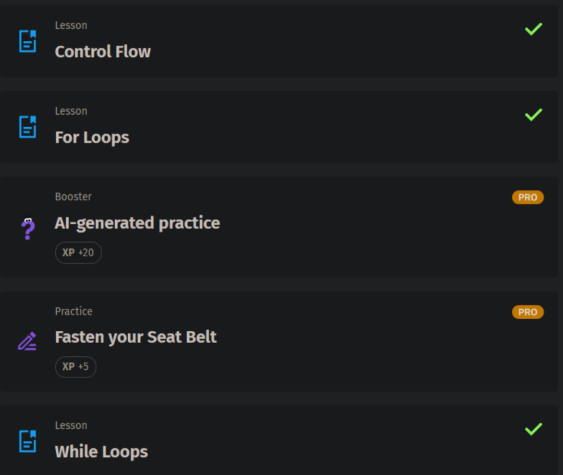 Lesson
Control Flow
Lesson
For Loops
Booster
PRO
AI-generated practice
XP +20
Practice
PRO
Fasten your Seat Belt
XP +5
Lesson
While Loops